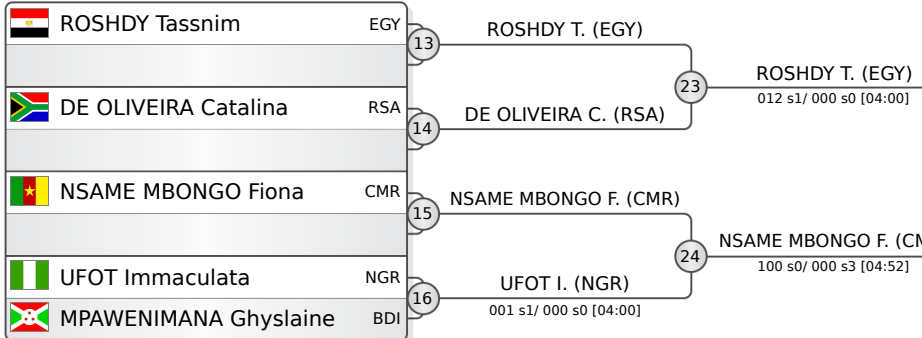 ROSHDY Tassnim EGY
DE OLIVEIRA Catalina RSA
NSAME MBONGO Fiona CMR
UFOT Immaculata NGR
MPAWENIMANA Ghyslaine BDI
13
14
15
16
ROSHDY T. (EGY)
DE OLIVEIRA C. (RSA)
NSAME MBONGO F. (CMR)
UFOT I. (NGR)
001 s1/ 000 s0 [04:00]
23
24
ROSHDY T. (EGY)
012 s1/ 000 s0 [04:00]
NSAME MBONGO F. (CM
100 s0/ 000 s3 [04:52]